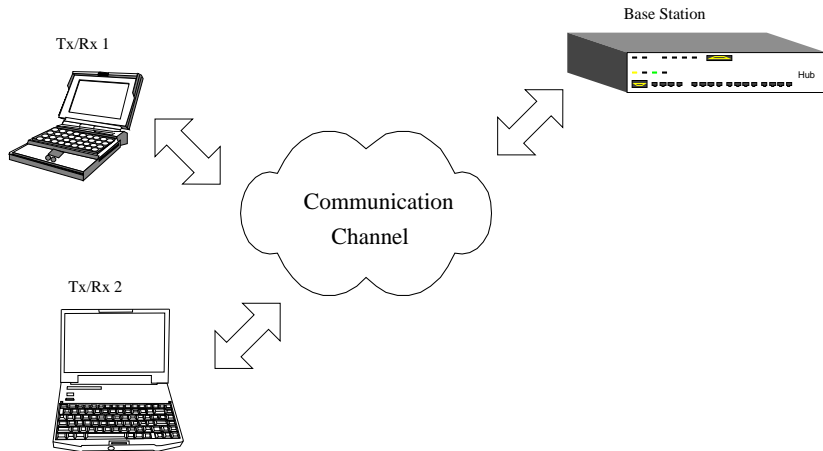 Base Station
Tx/Rx 1
Hub
Communication
Channel
Tx/Rx 2